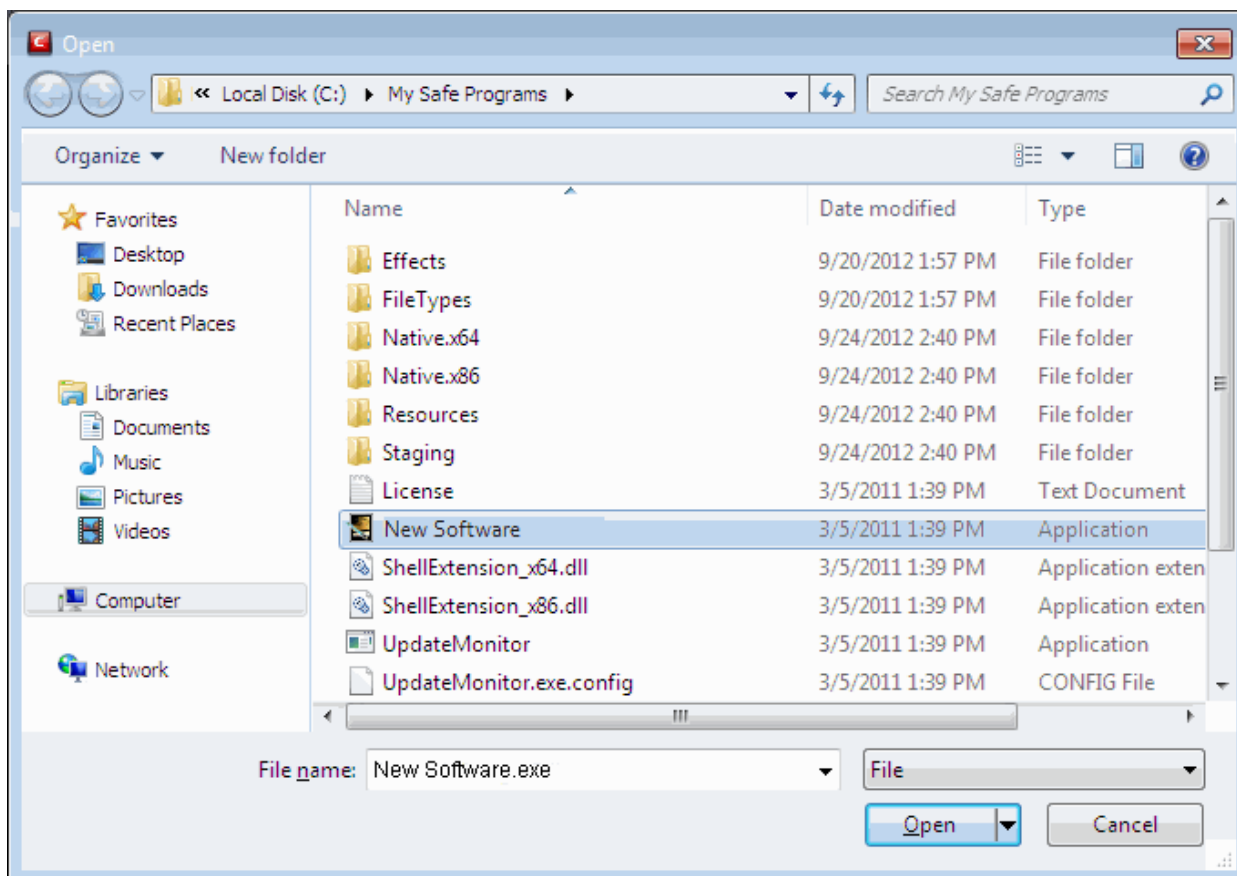 Open
« Local Disk (C:) ▸ My Safe Programs ▸ Search My Safe Programs
Organize New folder
Name Date modified Type
Favorites
Desktop
Downloads
Recent Places
Libraries
Documents
Music
Pictures
Videos
Computer
Network
Effects 9/20/2012 1:57 PM File folder
FileTypes 9/20/2012 1:57 PM File folder
Native.x64 9/24/2012 2:40 PM File folder
Native.x86 9/24/2012 2:40 PM File folder
Resources 9/24/2012 2:40 PM File folder
Staging 9/24/2012 2:40 PM File folder
License 3/5/2011 1:39 PM Text Document
New Software 3/5/2011 1:39 PM Application
ShellExtension_x64.dll 3/5/2011 1:39 PM Application exten
ShellExtension_x86.dll 3/5/2011 1:39 PM Application exten
UpdateMonitor 3/5/2011 1:39 PM Application
UpdateMonitor.exe.config 3/5/2011 1:39 PM CONFIG File
File name: New Software.exe File
Open Cancel